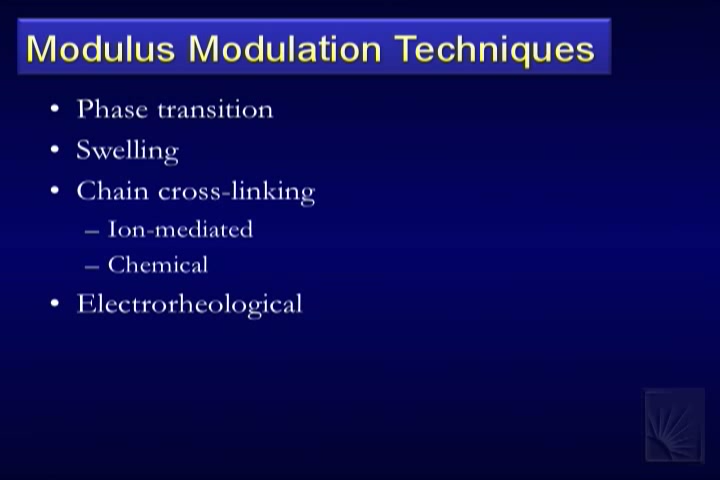 Modulus Modulation Techniques
• Phase transition
• Swelling
• Chain cross-linking
– Ion-mediated
– Chemical
• Electrorheological